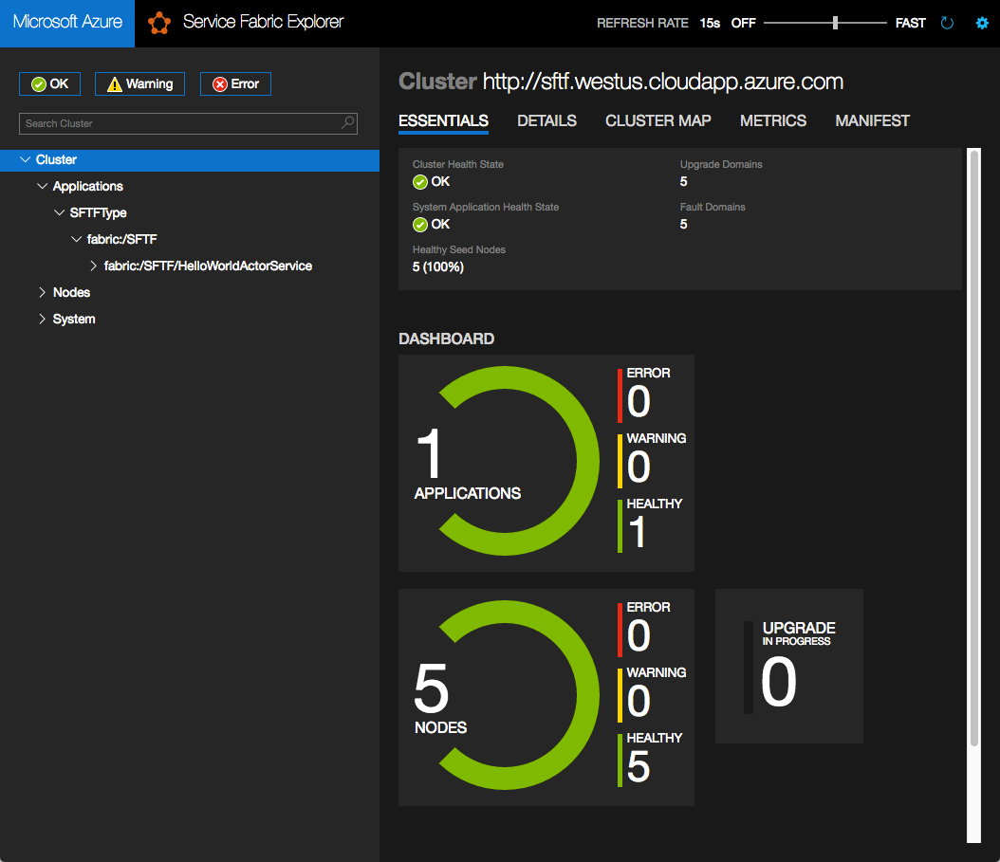 Microsoft Azure Service Fabric Explorer REFRESH RATE 15s OFF FAST
OK Warning Error
Search Cluster
Cluster
Applications
SFTFType
fabric:/SFTF
fabric:/SFTF/HelloWorldActorService
Nodes
System
Cluster http://sftf.westus.cloudapp.azure.com
ESSENTIALS DETAILS CLUSTER MAP METRICS MANIFEST
Cluster Health State Upgrade Domains
OK 5
System Application Health State Fault Domains
OK 5
Healthy Seed Nodes
5 (100%)
DASHBOARD
1
APPLICATIONS
ERROR
0
WARNING
0
HEALTHY
1
5
NODES
ERROR
0
WARNING
0
HEALTHY
5
UPGRADE
IN PROGRESS
0